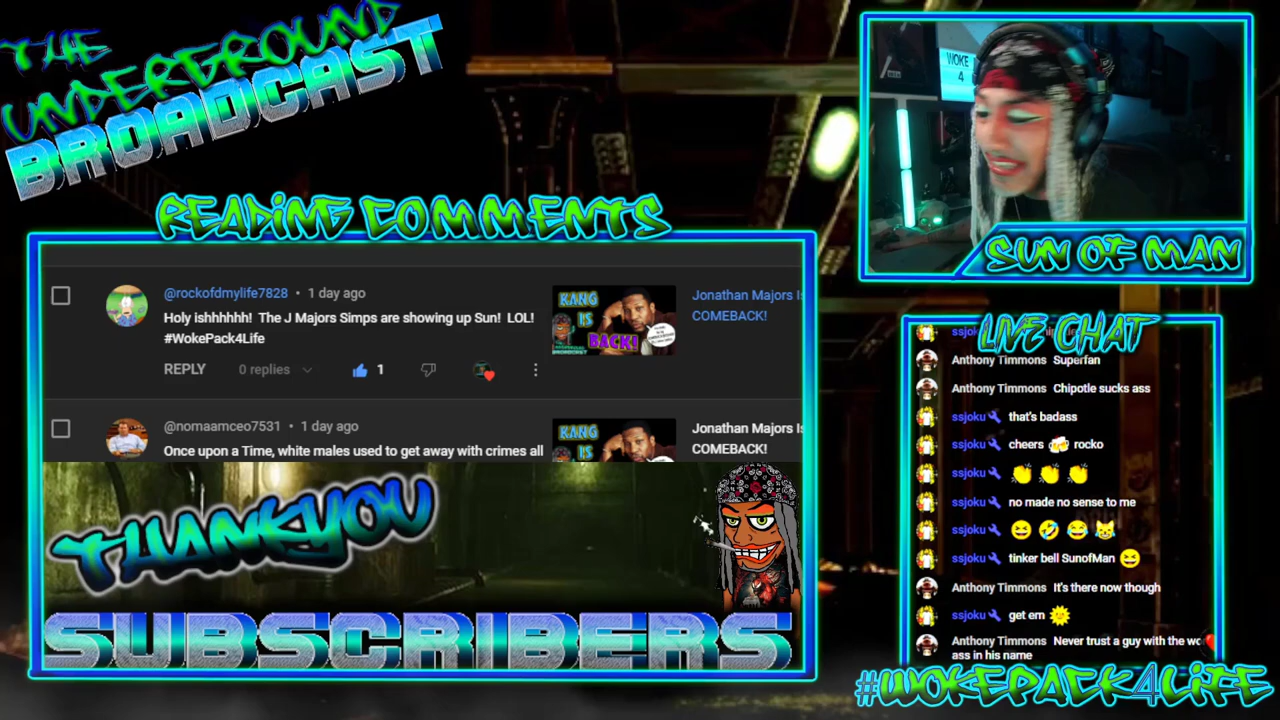 THE
UNDERGROUND
BROADCAST
WOKE
4
READING COMMENTS
SUN OF MAN
@rockofdmylife7828 • 1 day ago
Holy ishhhhhh! The J Majors Simps are showing up Sun! LOL!
#WokePack4Life
REPLY 0 replies 1
KANG
IS
BACK!
Jonathan Majors Is
COMEBACK!
@nomaamceo7531 • 1 day ago
Once upon a Time, white males used to get away with crimes all
KANG
Jonathan Majors Is
COMEBACK!
THANKYOU
SUBSCRIBERS
LIVE CHAT
ssjoku
Anthony Timmons Superfan
Anthony Timmons Chipotle sucks ass
ssjoku that's badass
ssjoku cheers 🍻 rocko
ssjoku 👏 👏 👏
ssjoku no made no sense to me
ssjoku 😆 🤣 😂 😹
ssjoku tinker bell SunofMan 😆
Anthony Timmons It's there now though
ssjoku get em 🌞
Anthony Timmons Never trust a guy with the wo
ass in his name
#WOKEPACK4LIFE